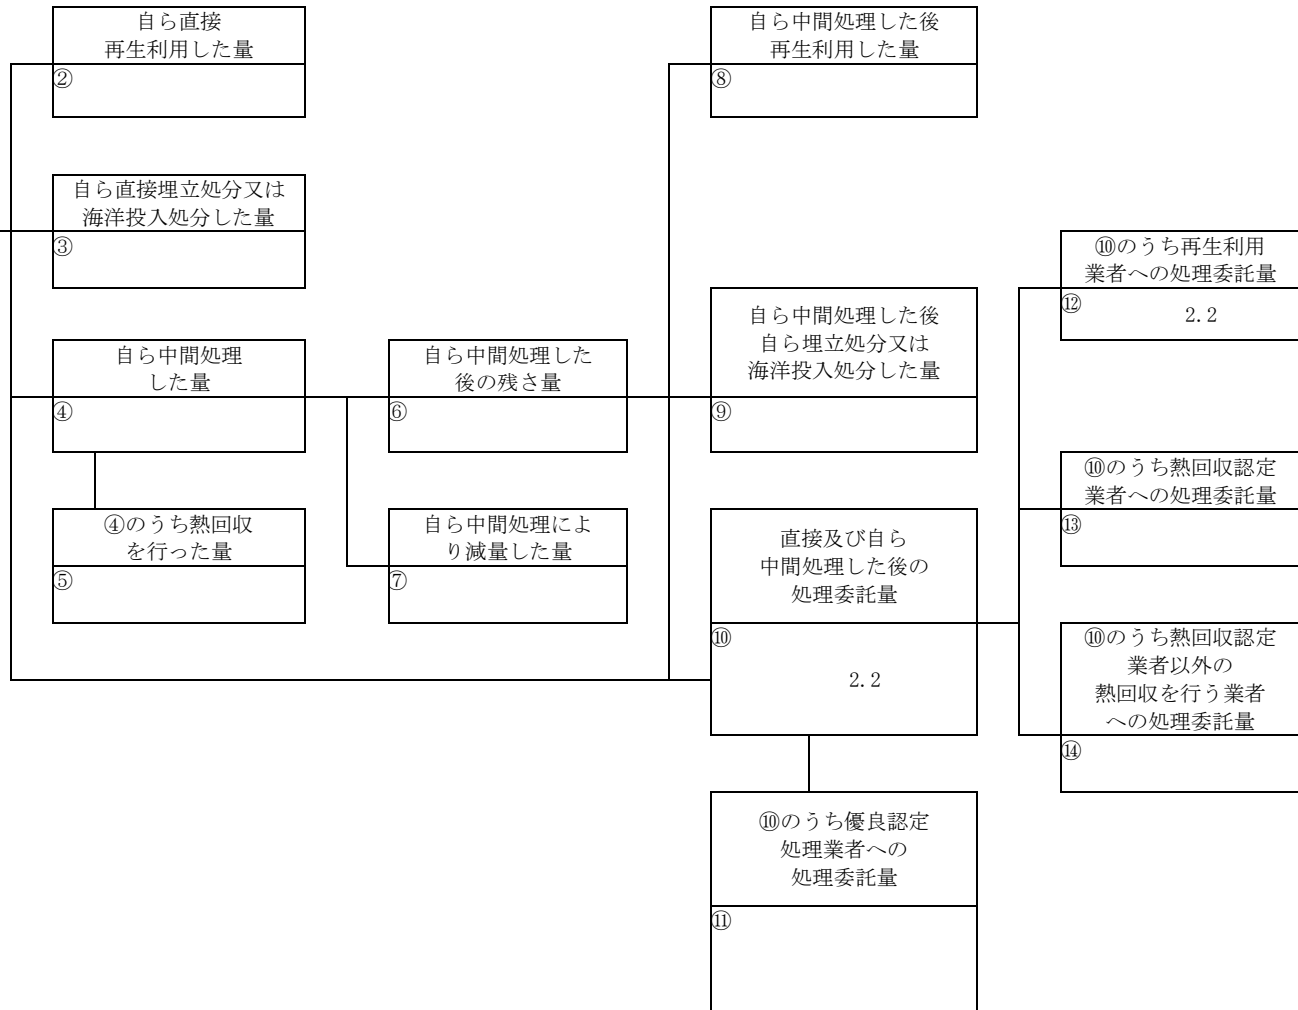 自ら直接
再生利用した量
②
自ら中間処理した後
再生利用した量
⑧
自ら直接埋立処分又は
海洋投入処分した量
③
⑩のうち再生利用
業者への処理委託量
⑫
2.2
自ら中間処理
した量
④
自ら中間処理した
後の残さ量
⑥
自ら中間処理した後
自ら埋立処分又は
海洋投入処分した量
⑨
⑩のうち熱回収認定
業者への処理委託量
⑬
④のうち熱回収
を行った量
⑤
自ら中間処理によ
り減量した量
⑦
直接及び自ら
中間処理した後の
処理委託量
⑩
2.2
⑩のうち熱回収認定
業者以外の
熱回収を行う業者
への処理委託量
⑭
⑩のうち優良認定
処理業者への
処理委託量
⑪